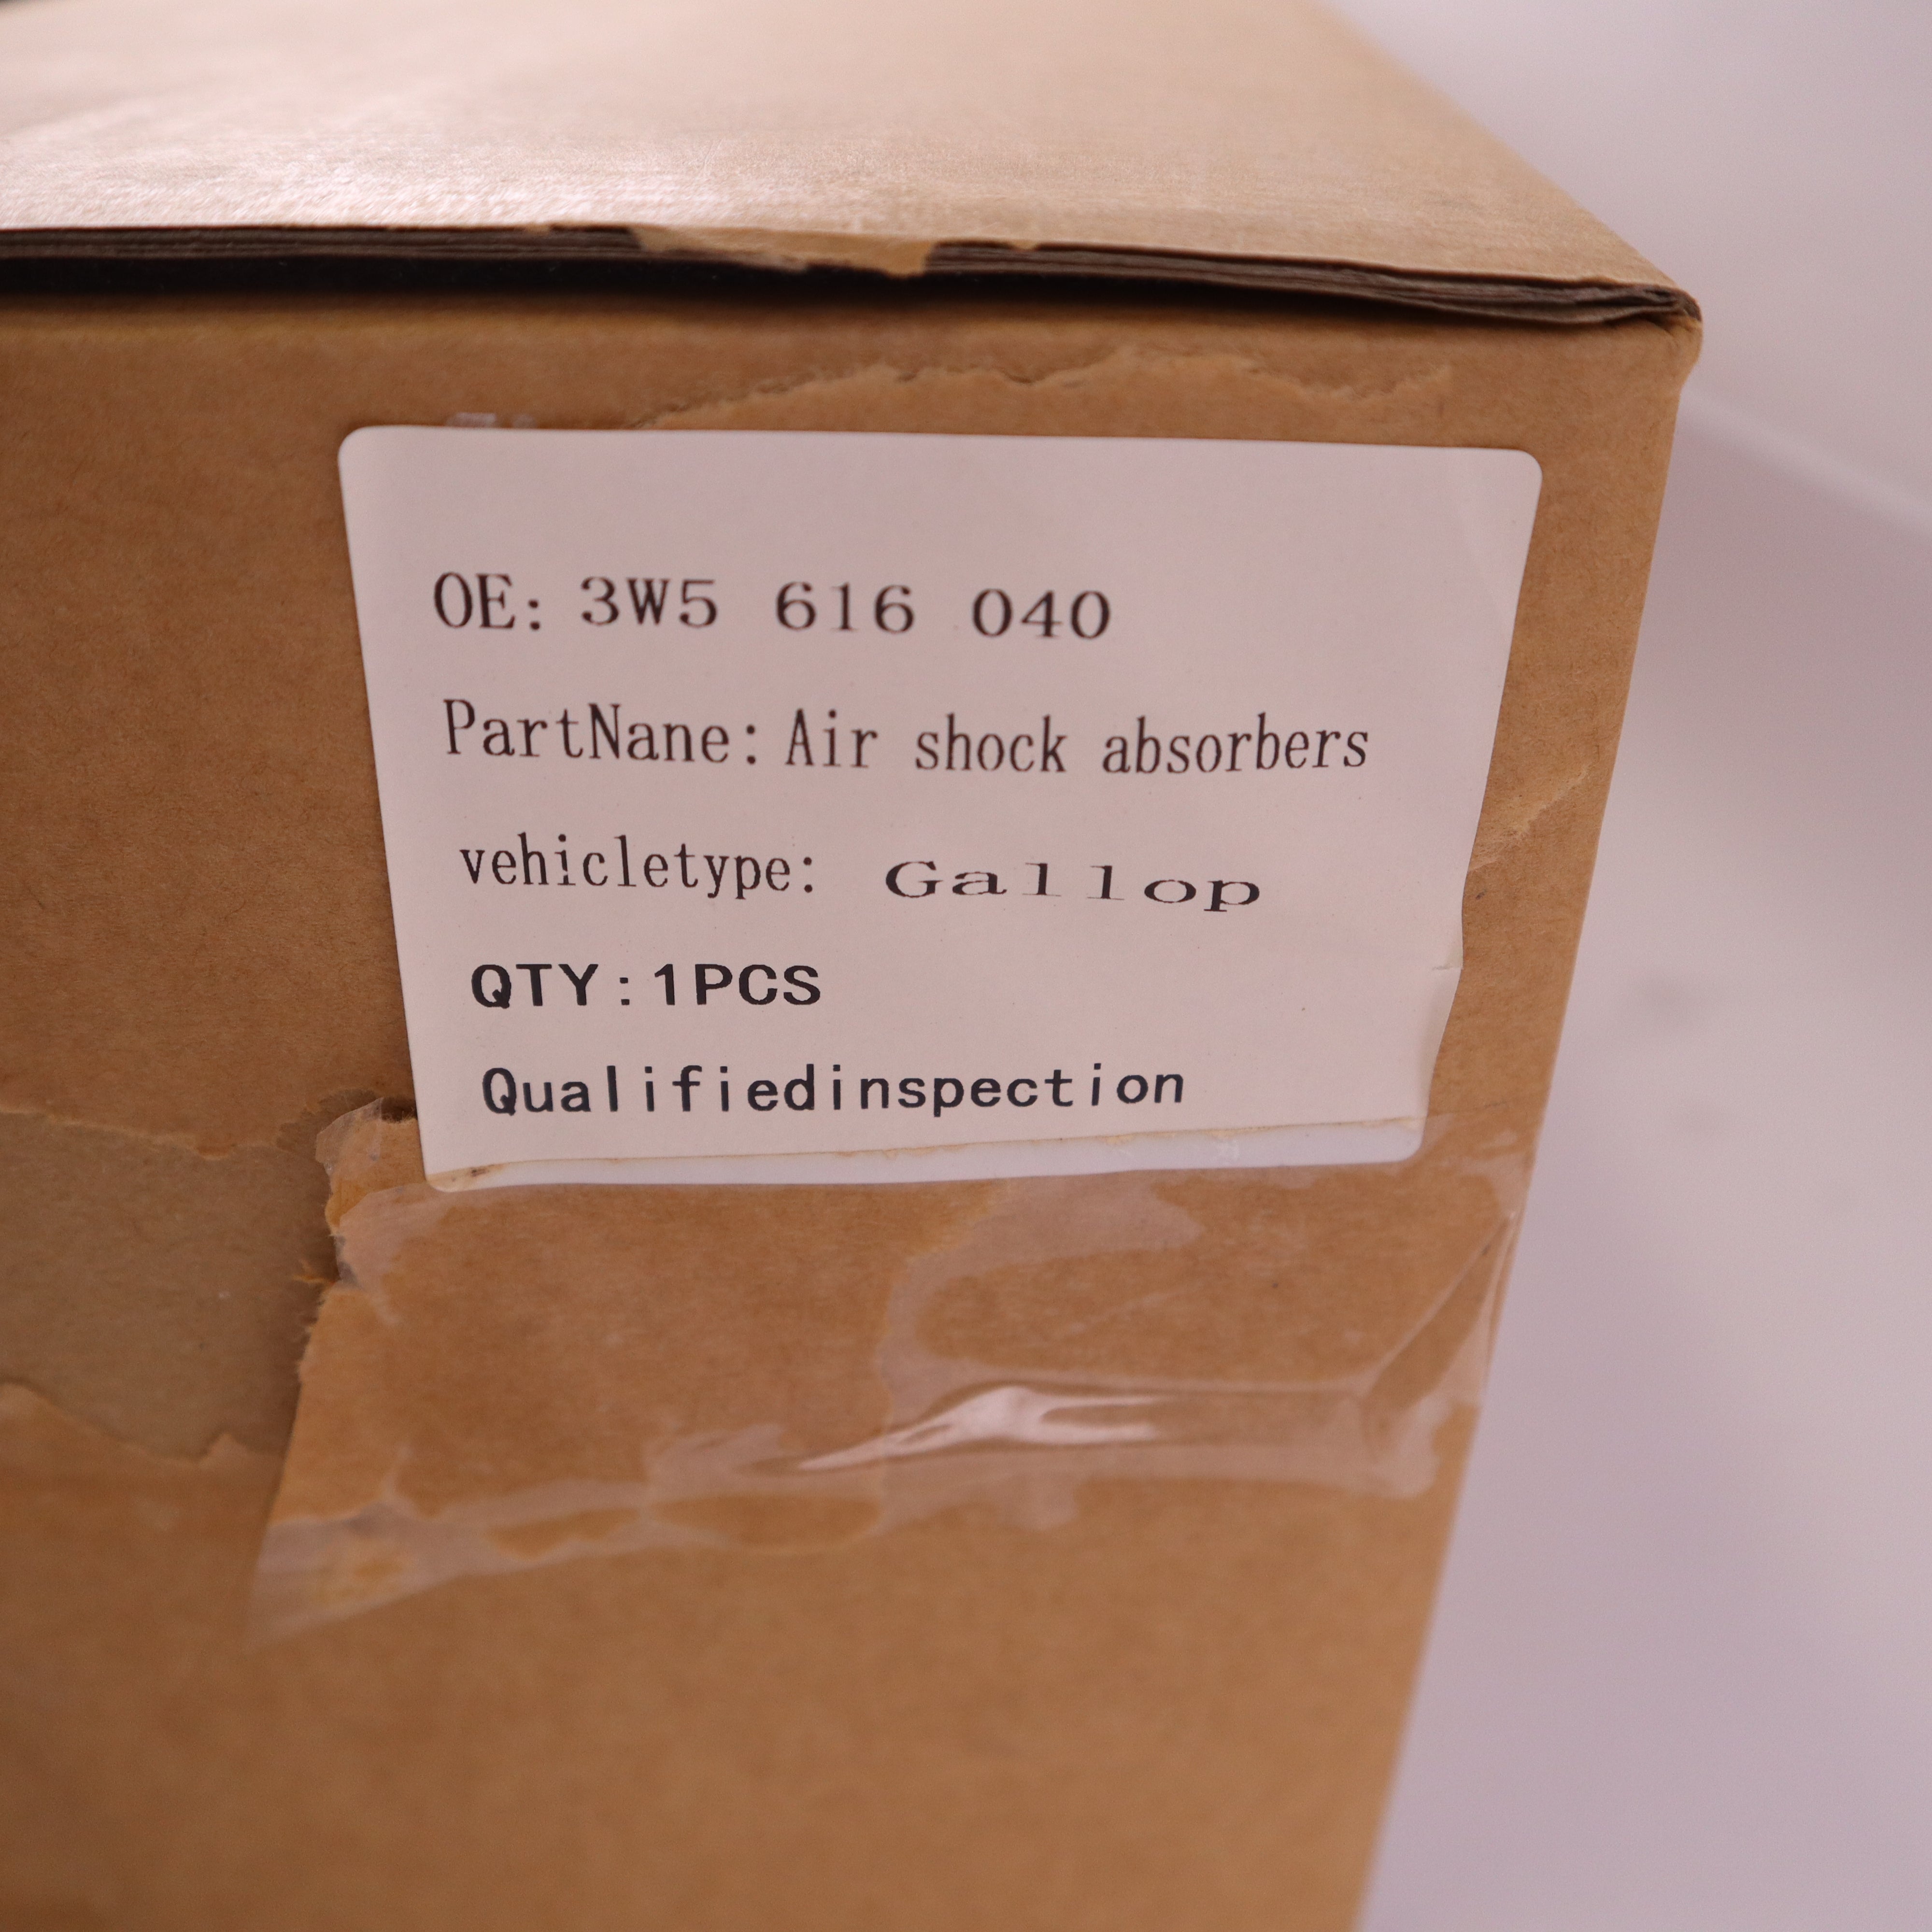 OE: 3W5 616 040
PartNane: Air shock absorbers
vehicletype: Gallop
QTY:1PCS
Qualifiedinspection